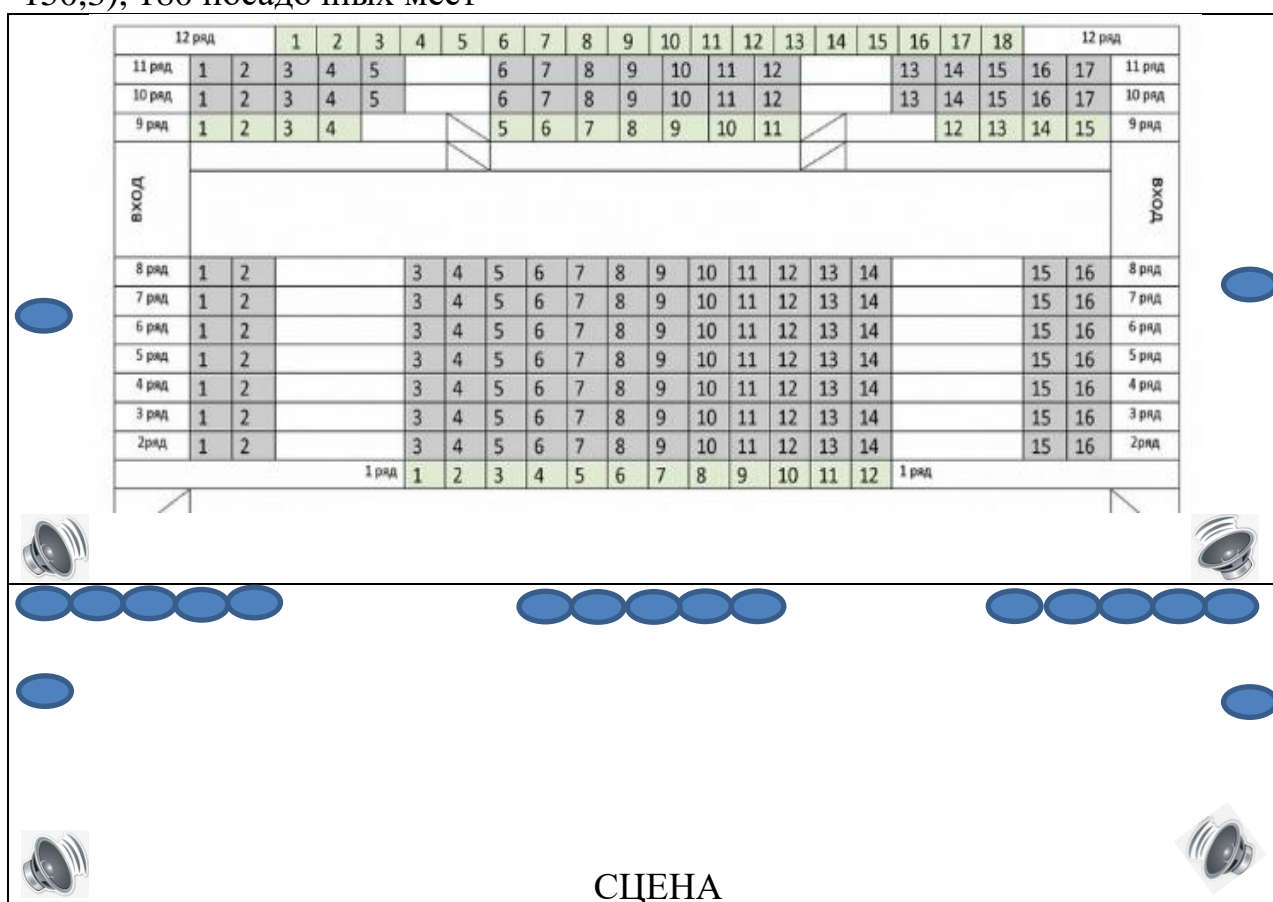 150,3), 180 посадочных мест
12 ряд 1 2 3 4 5 6 7 8 9 10 11 12 13 14 15 16 17 18 12 ряд
11 ряд 1 2 3 4 5 6 7 8 9 10 11 12 13 14 15 16 17 11 ряд
10 ряд 1 2 3 4 5 6 7 8 9 10 11 12 13 14 15 16 17 10 ряд
9 ряд 1 2 3 4 5 6 7 8 9 10 11 12 13 14 15 9 ряд
вход вход
8 ряд 1 2 3 4 5 6 7 8 9 10 11 12 13 14 15 16 8 ряд
7 ряд 1 2 3 4 5 6 7 8 9 10 11 12 13 14 15 16 7 ряд
6 ряд 1 2 3 4 5 6 7 8 9 10 11 12 13 14 15 16 6 ряд
5 ряд 1 2 3 4 5 6 7 8 9 10 11 12 13 14 15 16 5 ряд
4 ряд 1 2 3 4 5 6 7 8 9 10 11 12 13 14 15 16 4 ряд
3 ряд 1 2 3 4 5 6 7 8 9 10 11 12 13 14 15 16 3 ряд
2ряд 1 2 3 4 5 6 7 8 9 10 11 12 13 14 15 16 2ряд
1 ряд 1 2 3 4 5 6 7 8 9 10 11 12 1 ряд
СЦЕНА